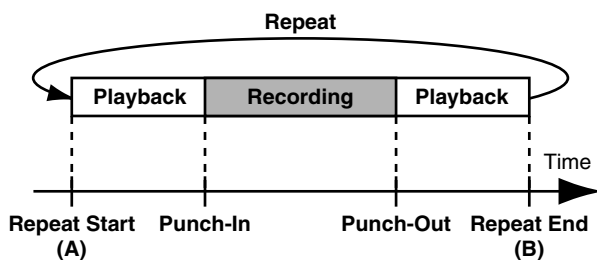 Repeat
Playback Recording Playback
Time
Repeat Start Punch-In Punch-Out Repeat End
(A) (B)